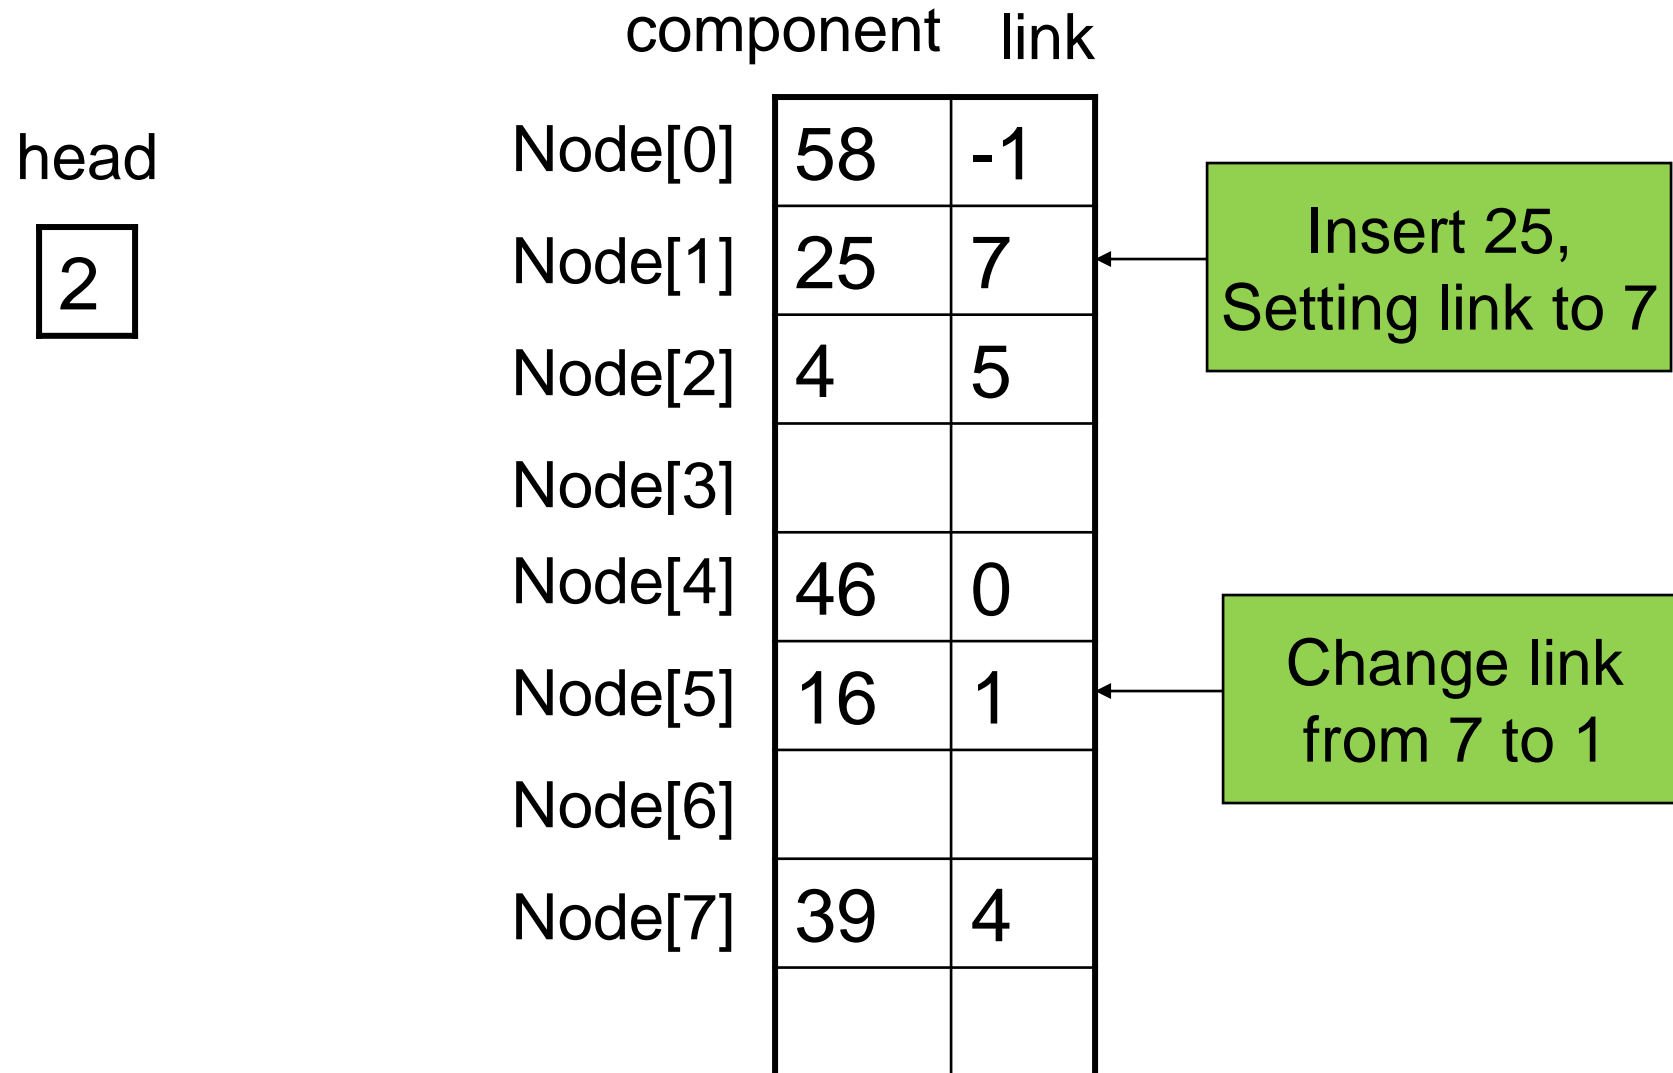 component link
head
2
Node[0] 58 -1
Node[1] 25 7
Node[2] 4 5
Node[3]
Node[4] 46 0
Node[5] 16 1
Node[6]
Node[7] 39 4
Insert 25,
Setting link to 7
Change link
from 7 to 1